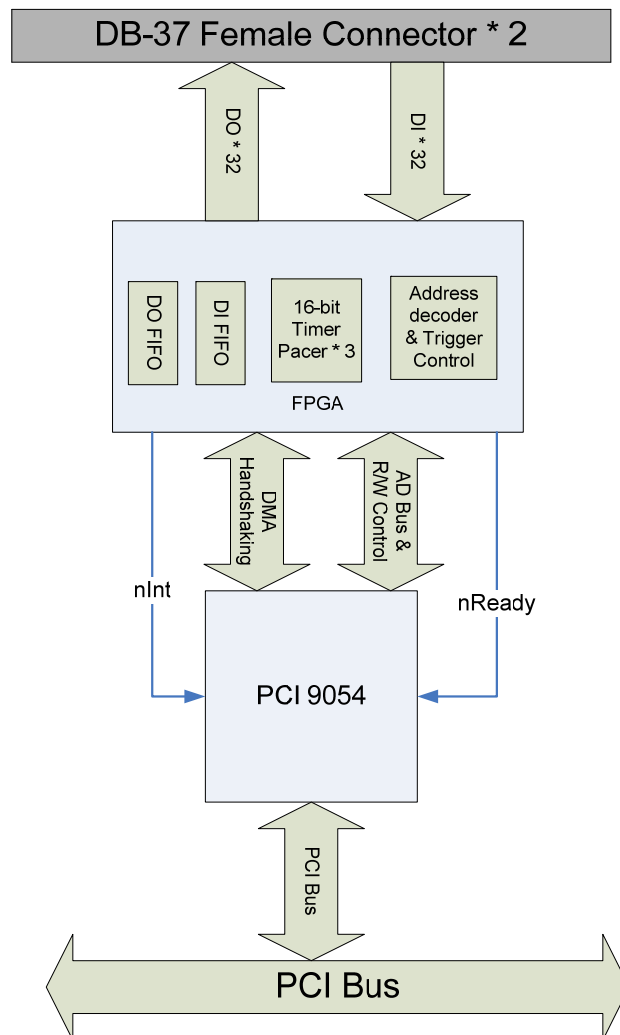 DB-37 Female Connector * 2
DO * 32
DI * 32
DO FIFO
DI FIFO
16-bit
Timer
Pacer * 3
Address
decoder
& Trigger
Control
FPGA
DMA
Handshaking
AD Bus &
R/W Control
nInt
nReady
PCI 9054
PCI Bus
PCI Bus